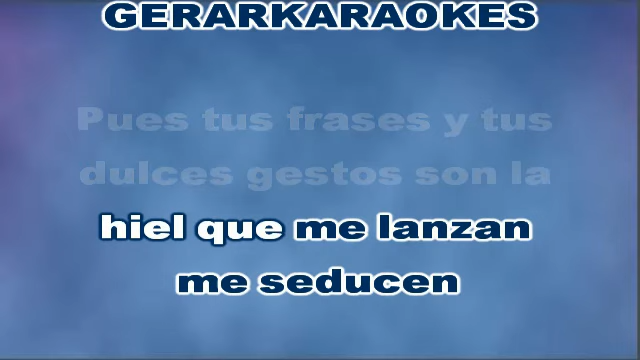 GERARKARAOKES
Pues tus frases y tus
dulces gestos son la
hiel que me lanzan
me seducen